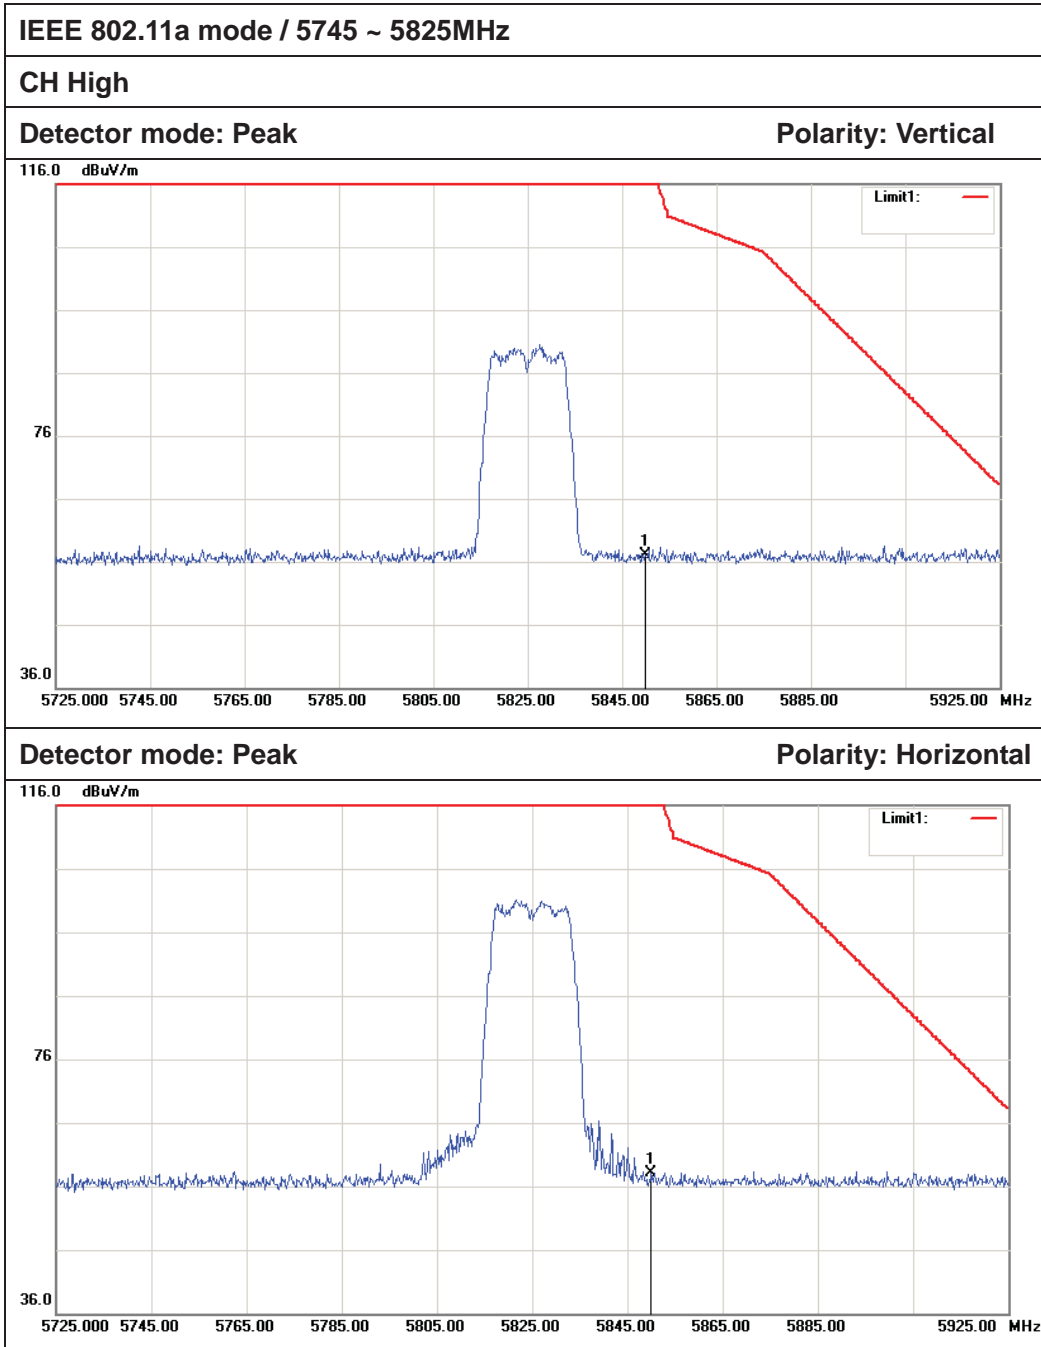 IEEE 802.11a mode / 5745 ~ 5825MHz
CH High
Detector mode: Peak Polarity: Vertical
116.0 dBuV/m
Limit1:
76
1
36.0
5725.000 5745.00 5765.00 5785.00 5805.00 5825.00 5845.00 5865.00 5885.00 5925.00 MHz
Detector mode: Peak Polarity: Horizontal
116.0 dBuV/m
Limit1:
76
1
36.0
5725.000 5745.00 5765.00 5785.00 5805.00 5825.00 5845.00 5865.00 5885.00 5925.00 MHz